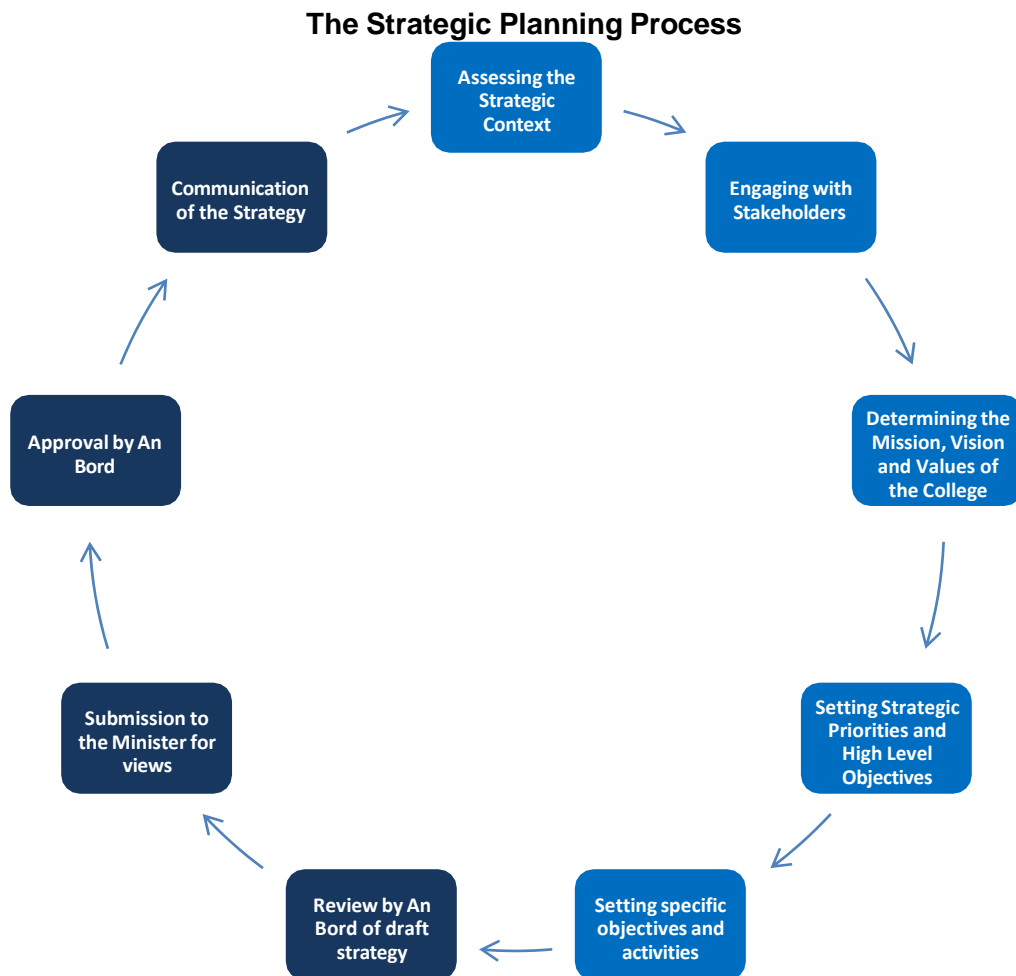 The Strategic Planning Process
Assessing the
Strategic
Context
Engaging with
Stakeholders
Determining the
Mission, Vision
and Values of
the College
Setting Strategic
Priorities and
High Level
Objectives
Setting specific
objectives and
activities
Review by An
Bord of draft
strategy
Submission to
the Minister for
views
Approval by An
Bord
Communication
of the Strategy